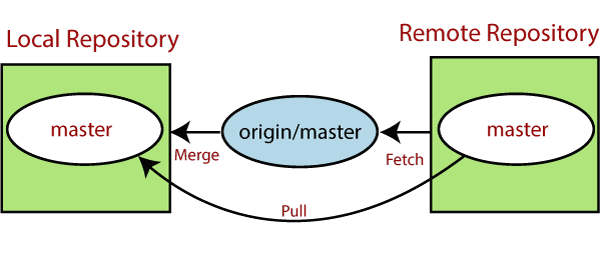 Local Repository
Remote Repository
master
origin/master
master
Merge
Fetch
Pull